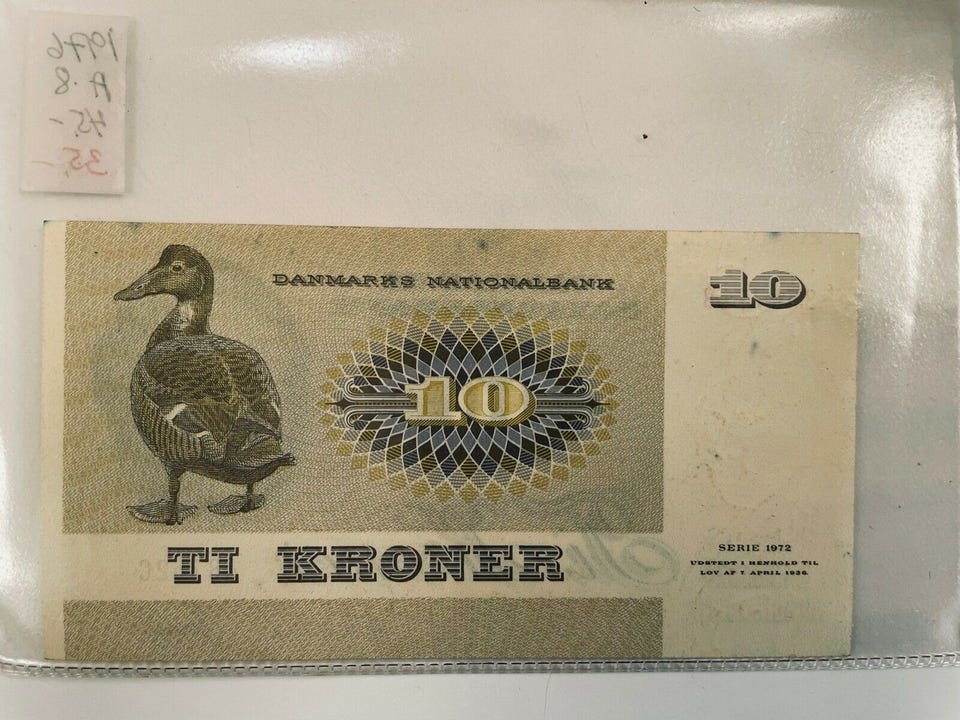 1976
A.8
45.-
35,-
DANMARKS NATIONALBANK
10
10
TI KRONER
SERIE 1972
UDSTEDT I HENHOLD TIL
LOV AF 7. APRIL 1936.